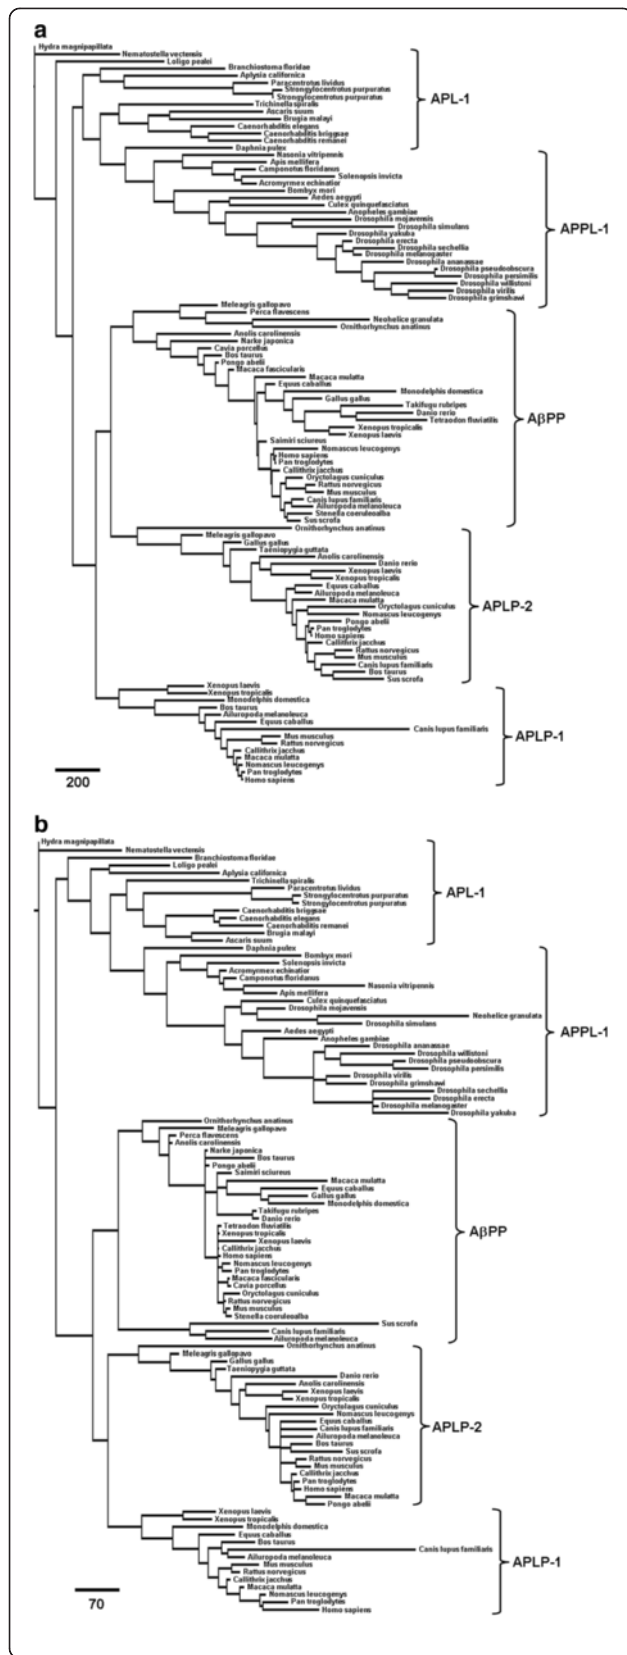 a
Hydra magnipapillata
Nematostella vectensis
Loligo pealei
Branchiostoma floridae
Aplysia californica
Paracentrotus lividus
Strongylocentrotus purpuratus
Strongylocentrotus purpuratus
Trichinella spiralis
Ascaris suum
Brugia malayi
Caenorhabditis elegans
Caenorhabditis briggsae
Caenorhabditis remanei
APL-1
Daphnia pulex
Nasonia vitripennis
Apis mellifera
Camponotus floridanus
Solenopsis invicta
Acromyrmex echinatior
Bombyx mori
Aedes aegypti
Culex quinquefasciatus
Anopheles gambiae
Drosophila mojavensis
Drosophila simulans
Drosophila yakuba
Drosophila erecta
Drosophila sechellia
Drosophila melanogaster
Drosophila ananassae
Drosophila pseudoobscura
Drosophila persimilis
Drosophila willistoni
Drosophila virilis
Drosophila grimshawi
APPL-1
Meleagris gallopavo
Perca flavescens
Neohelice granulata
Ornithorhynchus anatinus
Anolis carolinensis
Narke japonica
Cavia porcellus
Bos taurus
Pongo abelii
Macaca fascicularis
Macaca mulatta
Equus caballus
Monodelphis domestica
Gallus gallus
Takifugu rubripes
Danio rerio
Tetraodon fluviatilis
Xenopus tropicalis
Xenopus laevis
Saimiri sciureus
Nomascus leucogenys
Homo sapiens
Pan troglodytes
Callithrix jacchus
Oryctolagus cuniculus
Rattus norvegicus
Mus musculus
Canis lupus familiaris
Ailuropoda melanoleuca
Stenella coeruleoalba
Sus scrofa
AβPP
Ornithorhynchus anatinus
Meleagris gallopavo
Gallus gallus
Taeniopygia guttata
Anolis carolinensis
Danio rerio
Xenopus laevis
Xenopus tropicalis
Equus caballus
Ailuropoda melanoleuca
Macaca mulatta
Oryctolagus cuniculus
Nomascus leucogenys
Pongo abelii
Pan troglodytes
Homo sapiens
Callithrix jacchus
Rattus norvegicus
Mus musculus
Canis lupus familiaris
Bos taurus
Sus scrofa
APLP-2
Xenopus laevis
Xenopus tropicalis
Monodelphis domestica
Bos taurus
Ailuropoda melanoleuca
Equus caballus
Canis lupus familiaris
Mus musculus
Rattus norvegicus
Callithrix jacchus
Macaca mulatta
Nomascus leucogenys
Pan troglodytes
Homo sapiens
APLP-1
200
b
Hydra magnipapillata
Nematostella vectensis
Branchiostoma floridae
Loligo pealei
Aplysia californica
Trichinella spiralis
Paracentrotus lividus
Strongylocentrotus purpuratus
Strongylocentrotus purpuratus
Caenorhabditis briggsae
Caenorhabditis elegans
Caenorhabditis remanei
Brugia malayi
Ascaris suum
APL-1
Daphnia pulex
Bombyx mori
Solenopsis invicta
Acromyrmex echinatior
Camponotus floridanus
Nasonia vitripennis
Apis mellifera
Culex quinquefasciatus
Drosophila mojavensis
Neohelice granulata
Drosophila simulans
Aedes aegypti
Anopheles gambiae
Drosophila ananassae
Drosophila willistoni
Drosophila pseudoobscura
Drosophila persimilis
Drosophila virilis
Drosophila grimshawi
Drosophila sechellia
Drosophila erecta
Drosophila melanogaster
Drosophila yakuba
APPL-1
Ornithorhynchus anatinus
Meleagris gallopavo
Perca flavescens
Anolis carolinensis
Narke japonica
Bos taurus
Pongo abelii
Saimiri sciureus
Macaca mulatta
Equus caballus
Gallus gallus
Monodelphis domestica
Takifugu rubripes
Danio rerio
Tetraodon fluviatilis
Xenopus tropicalis
Xenopus laevis
Callithrix jacchus
Homo sapiens
Nomascus leucogenys
Pan troglodytes
Macaca fascicularis
Cavia porcellus
Oryctolagus cuniculus
Rattus norvegicus
Mus musculus
Stenella coeruleoalba
Sus scrofa
Canis lupus familiaris
Ailuropoda melanoleuca
AβPP
Ornithorhynchus anatinus
Meleagris gallopavo
Gallus gallus
Taeniopygia guttata
Danio rerio
Anolis carolinensis
Xenopus laevis
Xenopus tropicalis
Oryctolagus cuniculus
Nomascus leucogenys
Equus caballus
Canis lupus familiaris
Ailuropoda melanoleuca
Bos taurus
Sus scrofa
Rattus norvegicus
Mus musculus
Callithrix jacchus
Pan troglodytes
Homo sapiens
Macaca mulatta
Pongo abelii
APLP-2
Xenopus laevis
Xenopus tropicalis
Monodelphis domestica
Equus caballus
Bos taurus
Canis lupus familiaris
Ailuropoda melanoleuca
Mus musculus
Rattus norvegicus
Callithrix jacchus
Macaca mulatta
Nomascus leucogenys
Pan troglodytes
Homo sapiens
APLP-1
70